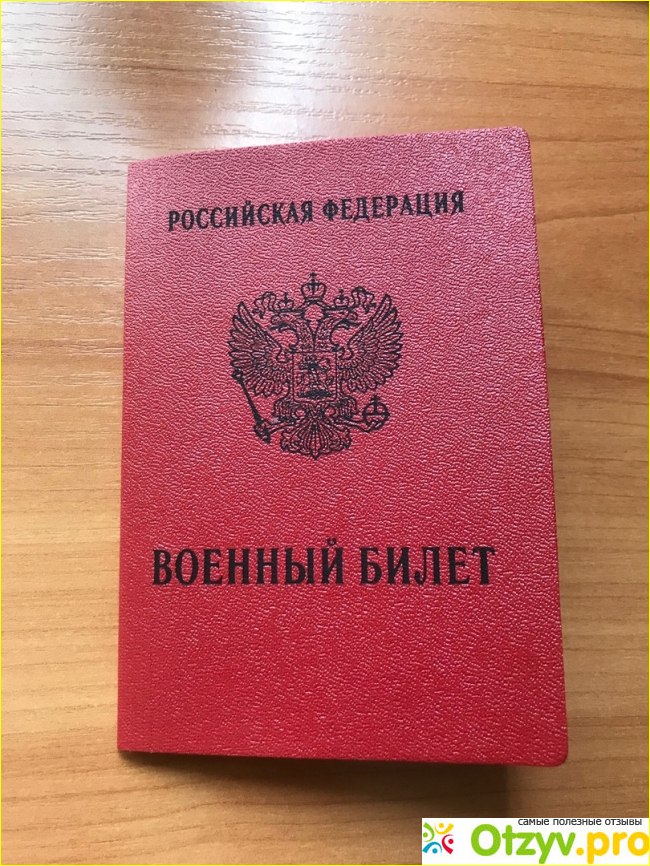 РОССИЙСКАЯ ФЕДЕРАЦИЯ
ВОЕННЫЙ БИЛЕТ
самые полезные отзывы
Otzyv.pro